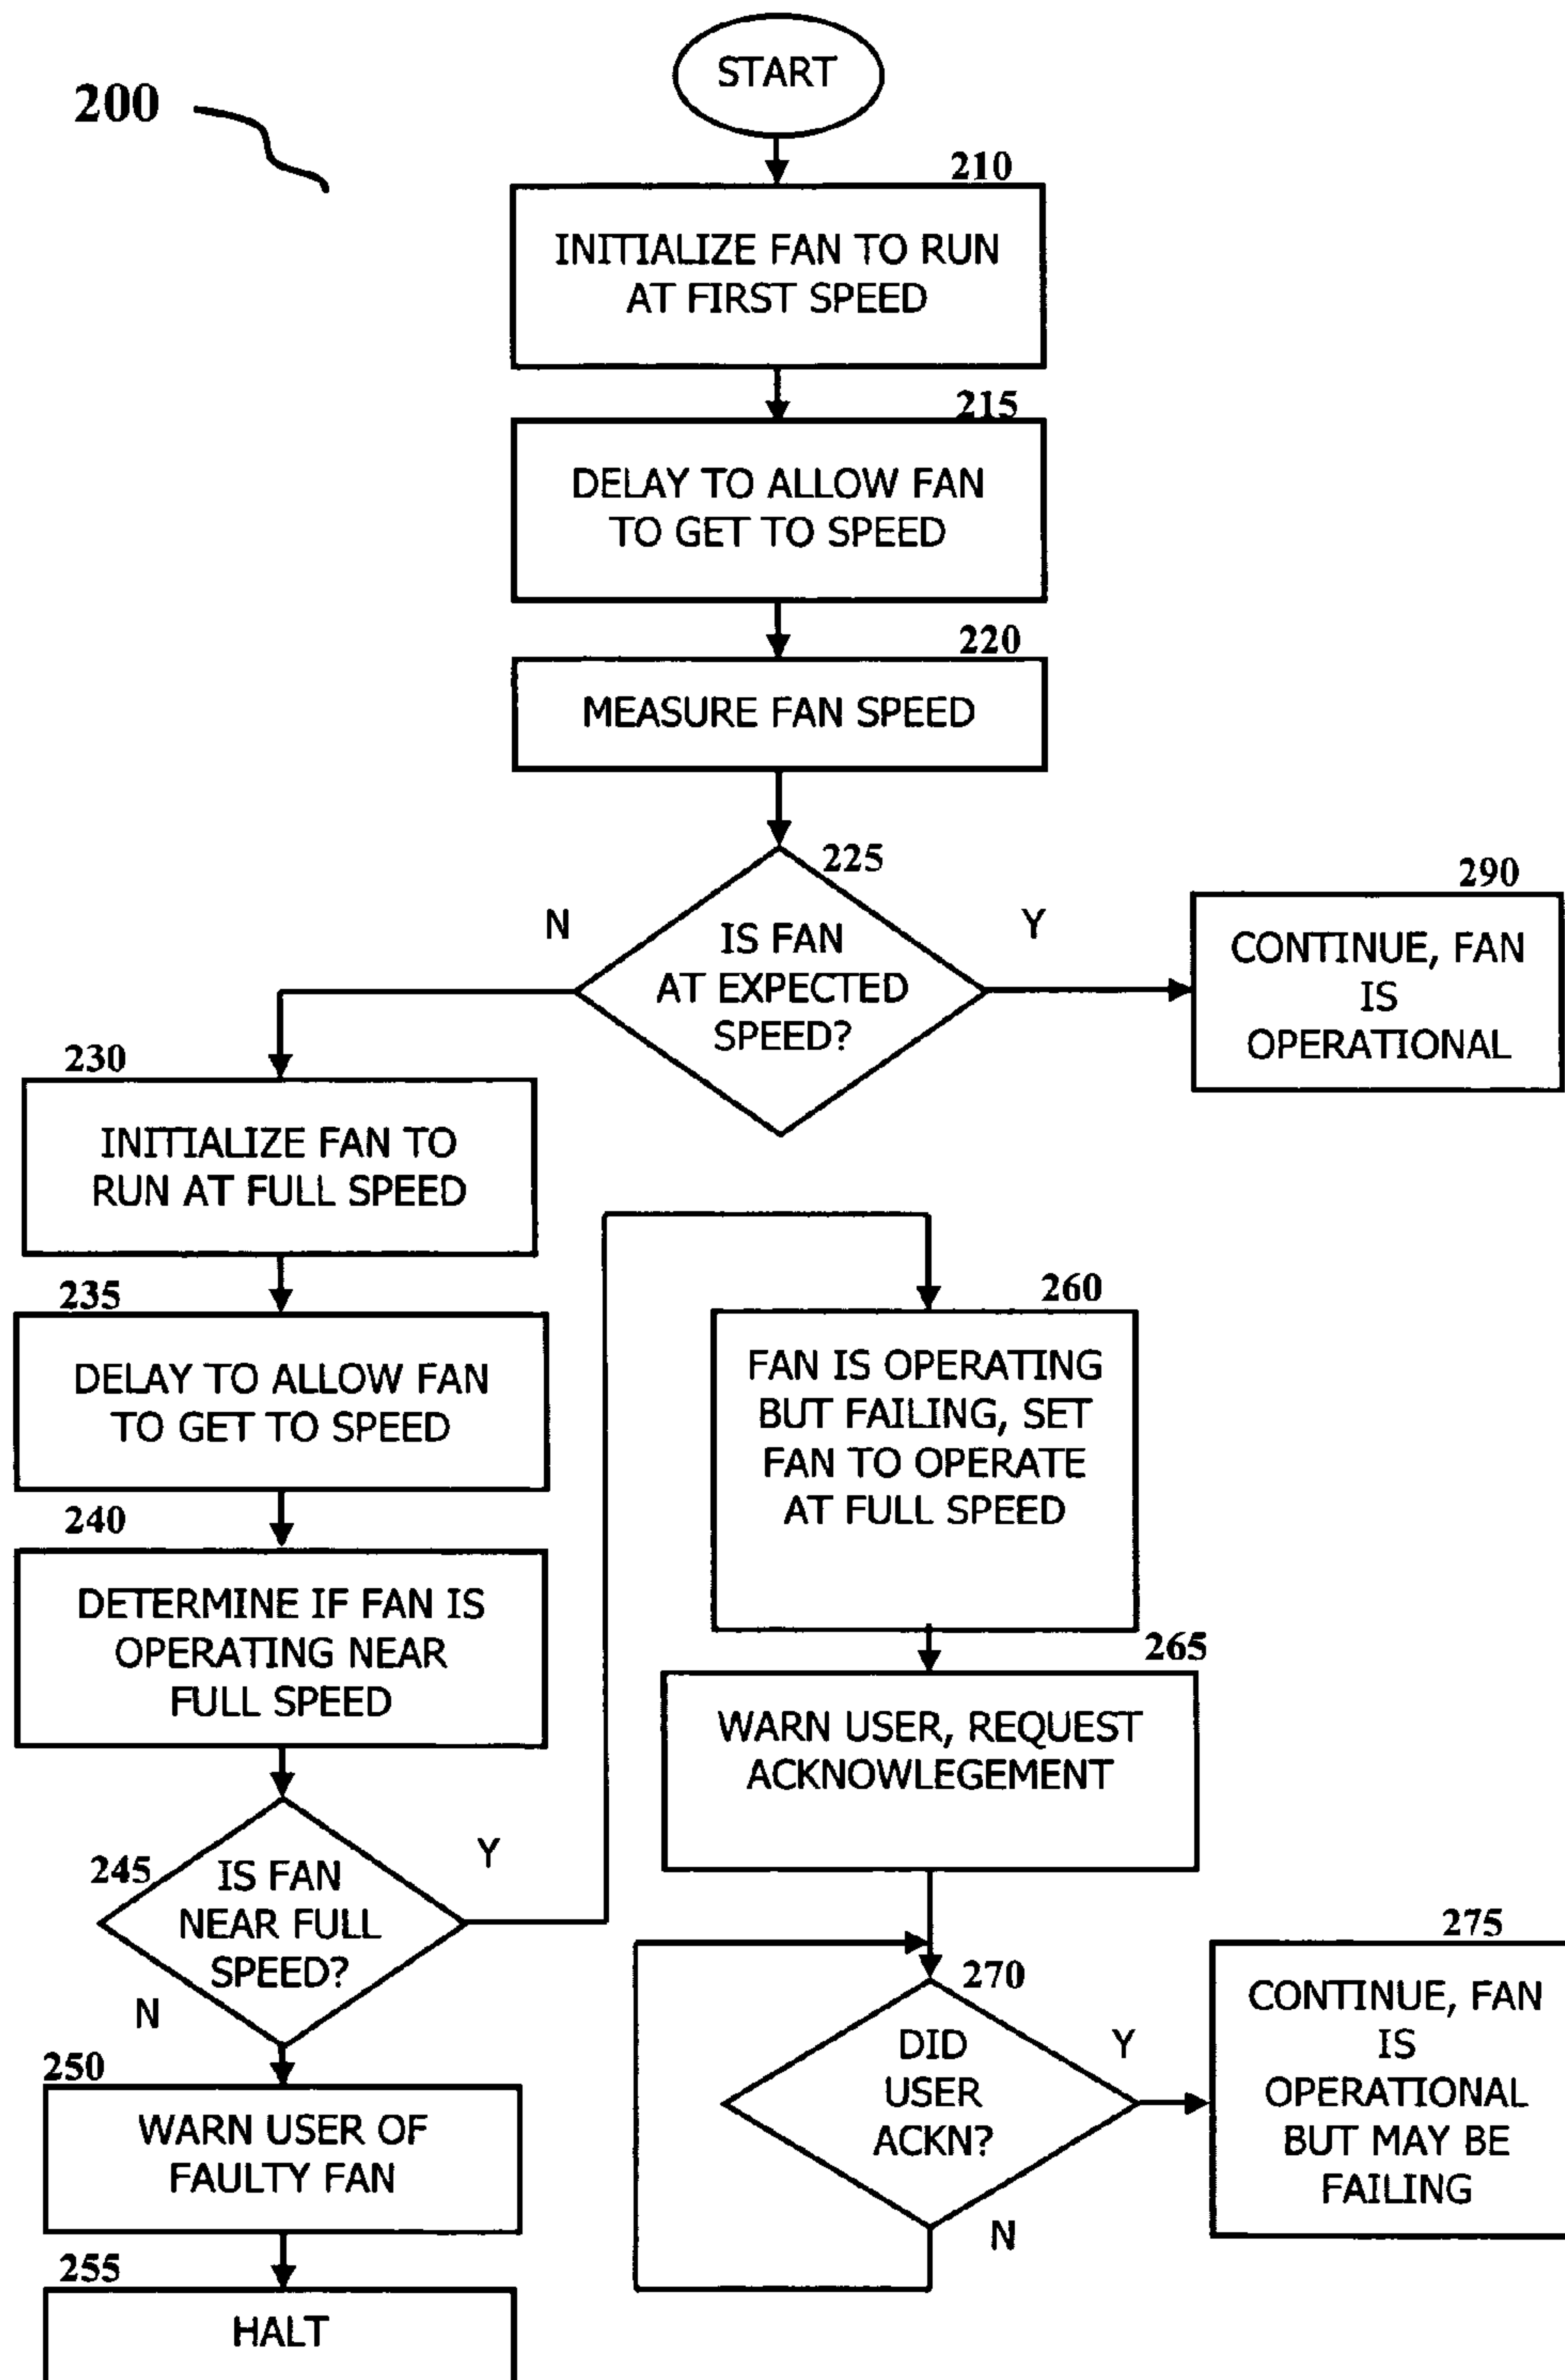 START
200
210
INITIALIZE FAN TO RUN
AT FIRST SPEED
215
DELAY TO ALLOW FAN
TO GET TO SPEED
220
MEASURE FAN SPEED
225
N
IS FAN
AT EXPECTED
SPEED?
Y
290
CONTINUE, FAN
IS
OPERATIONAL
230
INITIALIZE FAN TO
RUN AT FULL SPEED
235
DELAY TO ALLOW FAN
TO GET TO SPEED
240
DETERMINE IF FAN IS
OPERATING NEAR
FULL SPEED
245
IS FAN
NEAR FULL
SPEED?
Y
N
250
WARN USER OF
FAULTY FAN
255
HALT
260
FAN IS OPERATING
BUT FAILING, SET
FAN TO OPERATE
AT FULL SPEED
265
WARN USER, REQUEST
ACKNOWLEGEMENT
270
DID
USER
ACKN?
Y
N
275
CONTINUE, FAN
IS
OPERATIONAL
BUT MAY BE
FAILING